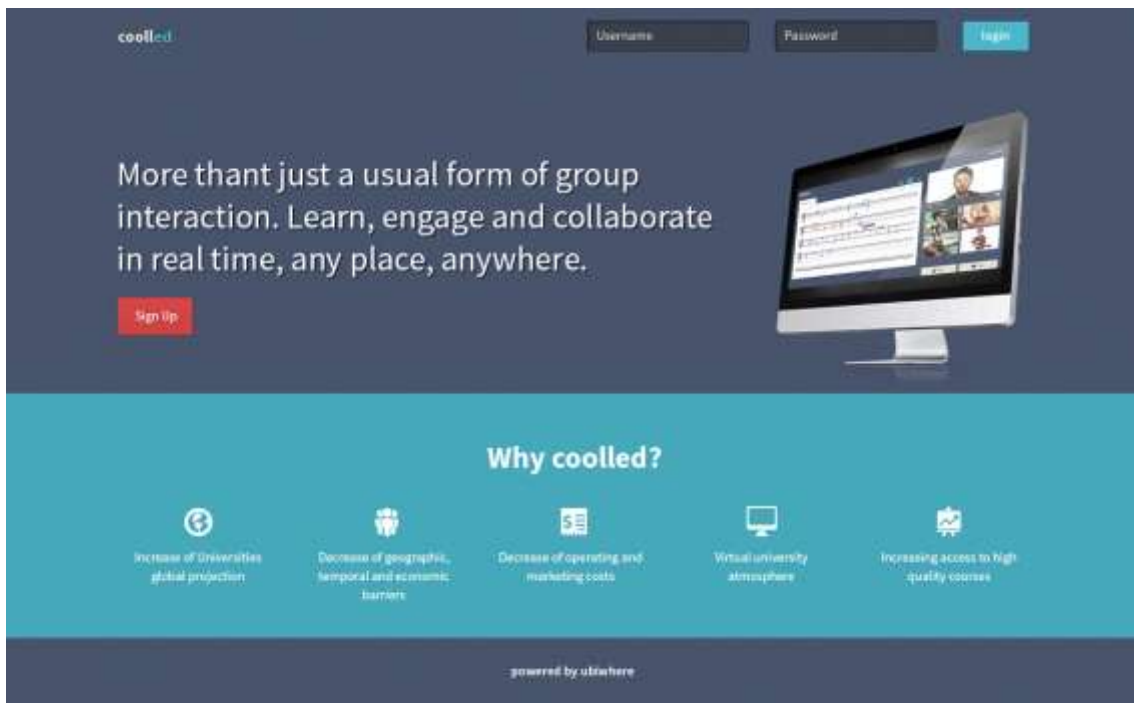 coolled
Username
Password
login
More thant just a usual form of group
interaction. Learn, engage and collaborate
in real time, any place, anywhere.
Sign Up
Why coolled?
Increase of Universities
global projection
Decrease of geographic,
temporal and economic
barriers
Decrease of operating and
marketing costs
Virtual university
atmosphere
Increasing access to high
quality courses
powered by ubiwhere